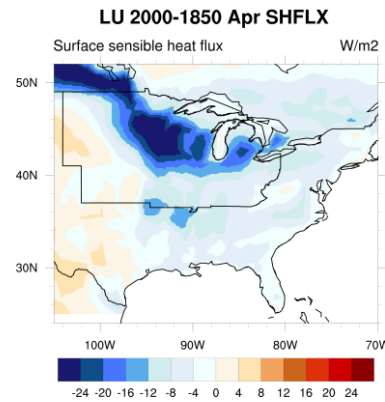 LU 2000-1850 Apr SHFLX
Surface sensible heat flux W/m2
50N
40N
30N
100W 90W 80W 70W
-24 -20 -16 -12 -8 -4 0 4 8 12 16 20 24